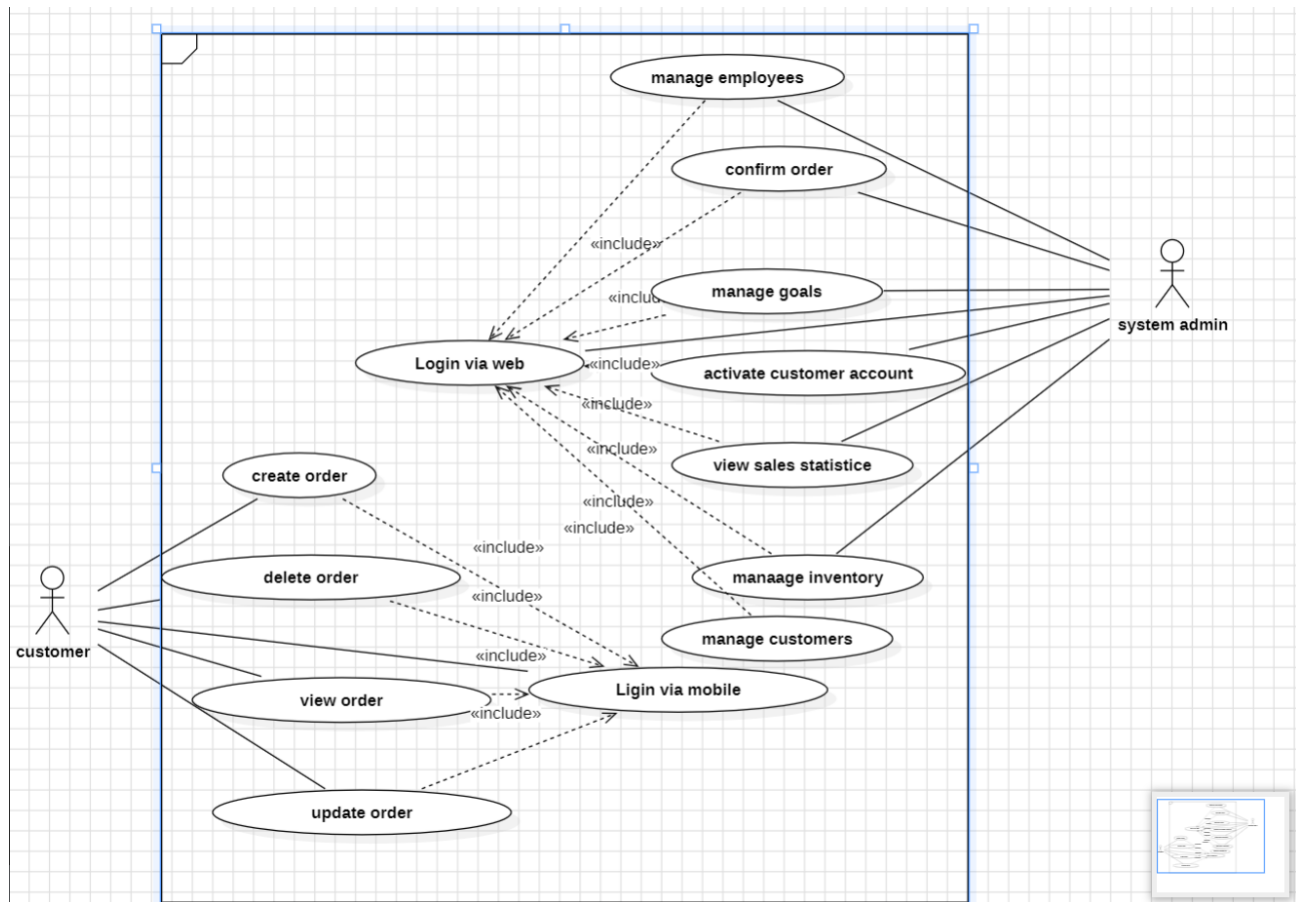 manage employees
confirm order
«include»
manage goals
«includ
system admin
Login via web
«include»
activate customer account
«include»
«include»
view sales statistice
create order
«include»
«include»
«include»
delete order
manaage inventory
«include»
manage customers
customer
«include»
Ligin via mobile
view order
«include»
update order